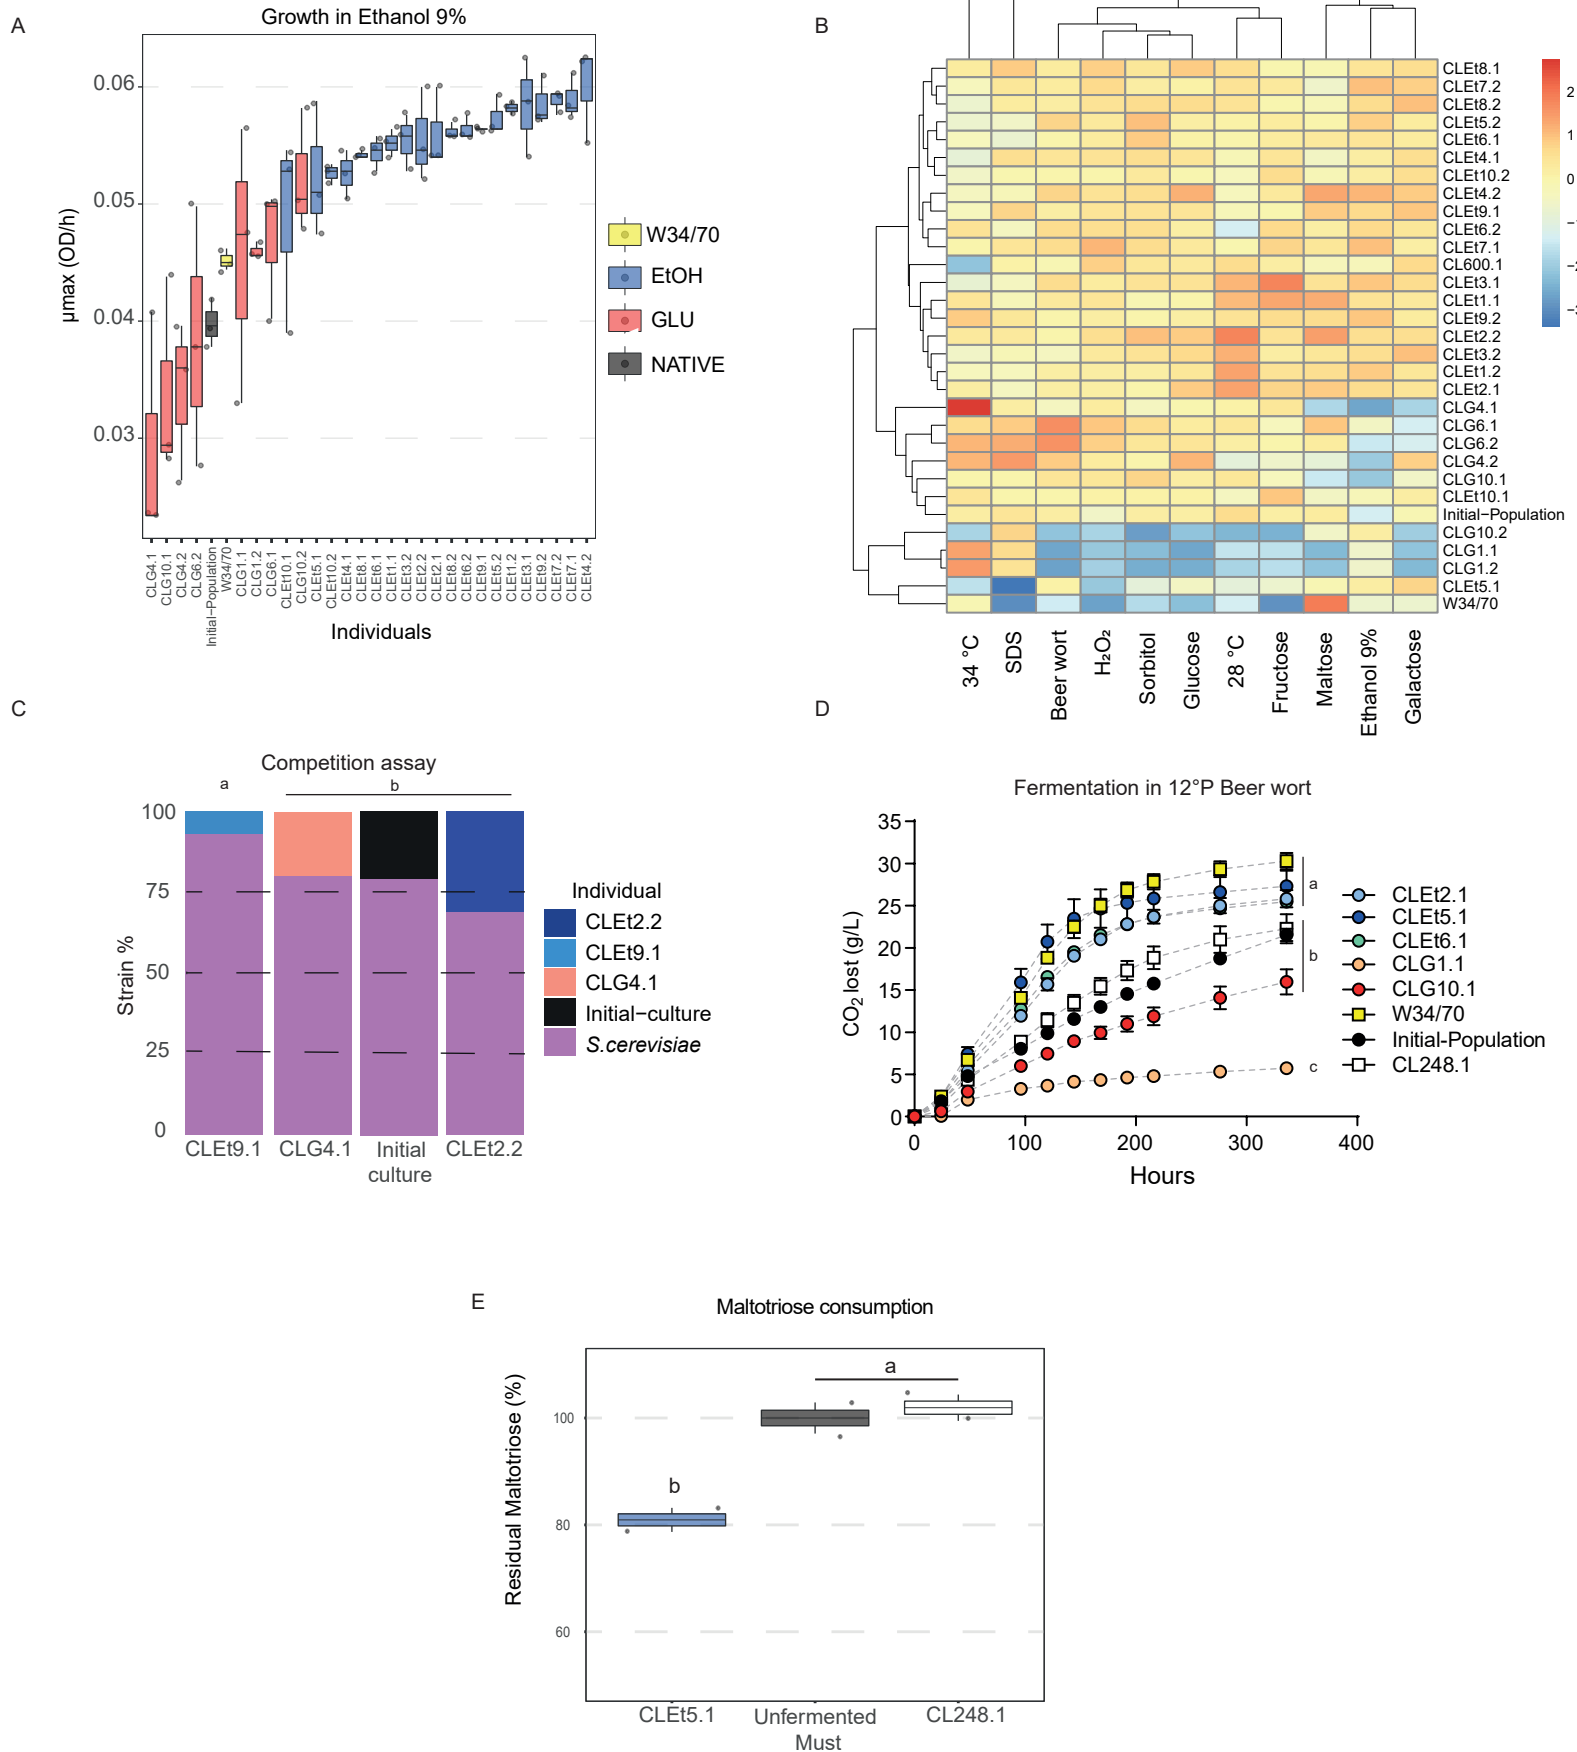 A
Growth in Ethanol 9%
µmax (OD/h)
0.06
0.05
0.04
0.03
CLG4.1
CLG10.1
CLG4.2
CLG6.2
Initial-Population
W34/70
CLG1.1
CLG1.2
CLG6.1
CLEt10.1
CLG10.2
CLEt5.1
CLEt10.2
CLEt4.1
CLEt8.1
CLEt6.1
CLEt1.1
CLEt3.2
CLEt2.2
CLEt2.1
CLEt8.2
CLEt6.2
CLEt9.1
CLEt5.2
CLEt1.2
CLEt3.1
CLEt9.2
CLEt7.2
CLEt7.1
CLEt4.2
Individuals
W34/70
EtOH
GLU
NATIVE
B
CLEt8.1
CLEt7.2
CLEt8.2
CLEt5.2
CLEt6.1
CLEt4.1
CLEt10.2
CLEt4.2
CLEt9.1
CLEt6.2
CLEt7.1
CL600.1
CLEt3.1
CLEt1.1
CLEt9.2
CLEt2.2
CLEt3.2
CLEt1.2
CLEt2.1
CLG4.1
CLG6.1
CLG6.2
CLG4.2
CLG10.1
CLEt10.1
Initial−Population
CLG10.2
CLG1.1
CLG1.2
CLEt5.1
W34/70
34 °C
SDS
Beer wort
H₂O₂
Sorbitol
Glucose
28 °C
Fructose
Maltose
Ethanol 9%
Galactose
2
1
0
−1
C
Competition assay
a
b
Strain %
100
75
50
25
0
CLEt9.1
CLG4.1
Initial
culture
CLEt2.2
Individual
CLEt2.2
CLEt9.1
CLG4.1
Initial−culture
S.cerevisiae
D
Fermentation in 12°P Beer wort
CO₂ lost (g/L)
35
30
25
20
15
10
5
0
0
100
200
300
400
Hours
a
b
c
CLEt2.1
CLEt5.1
CLEt6.1
CLG1.1
CLG10.1
W34/70
Initial-Population
CL248.1
E
Maltotriose consumption
Residual Maltotriose (%)
100
80
60
a
b
CLEt5.1
Unfermented
Must
CL248.1